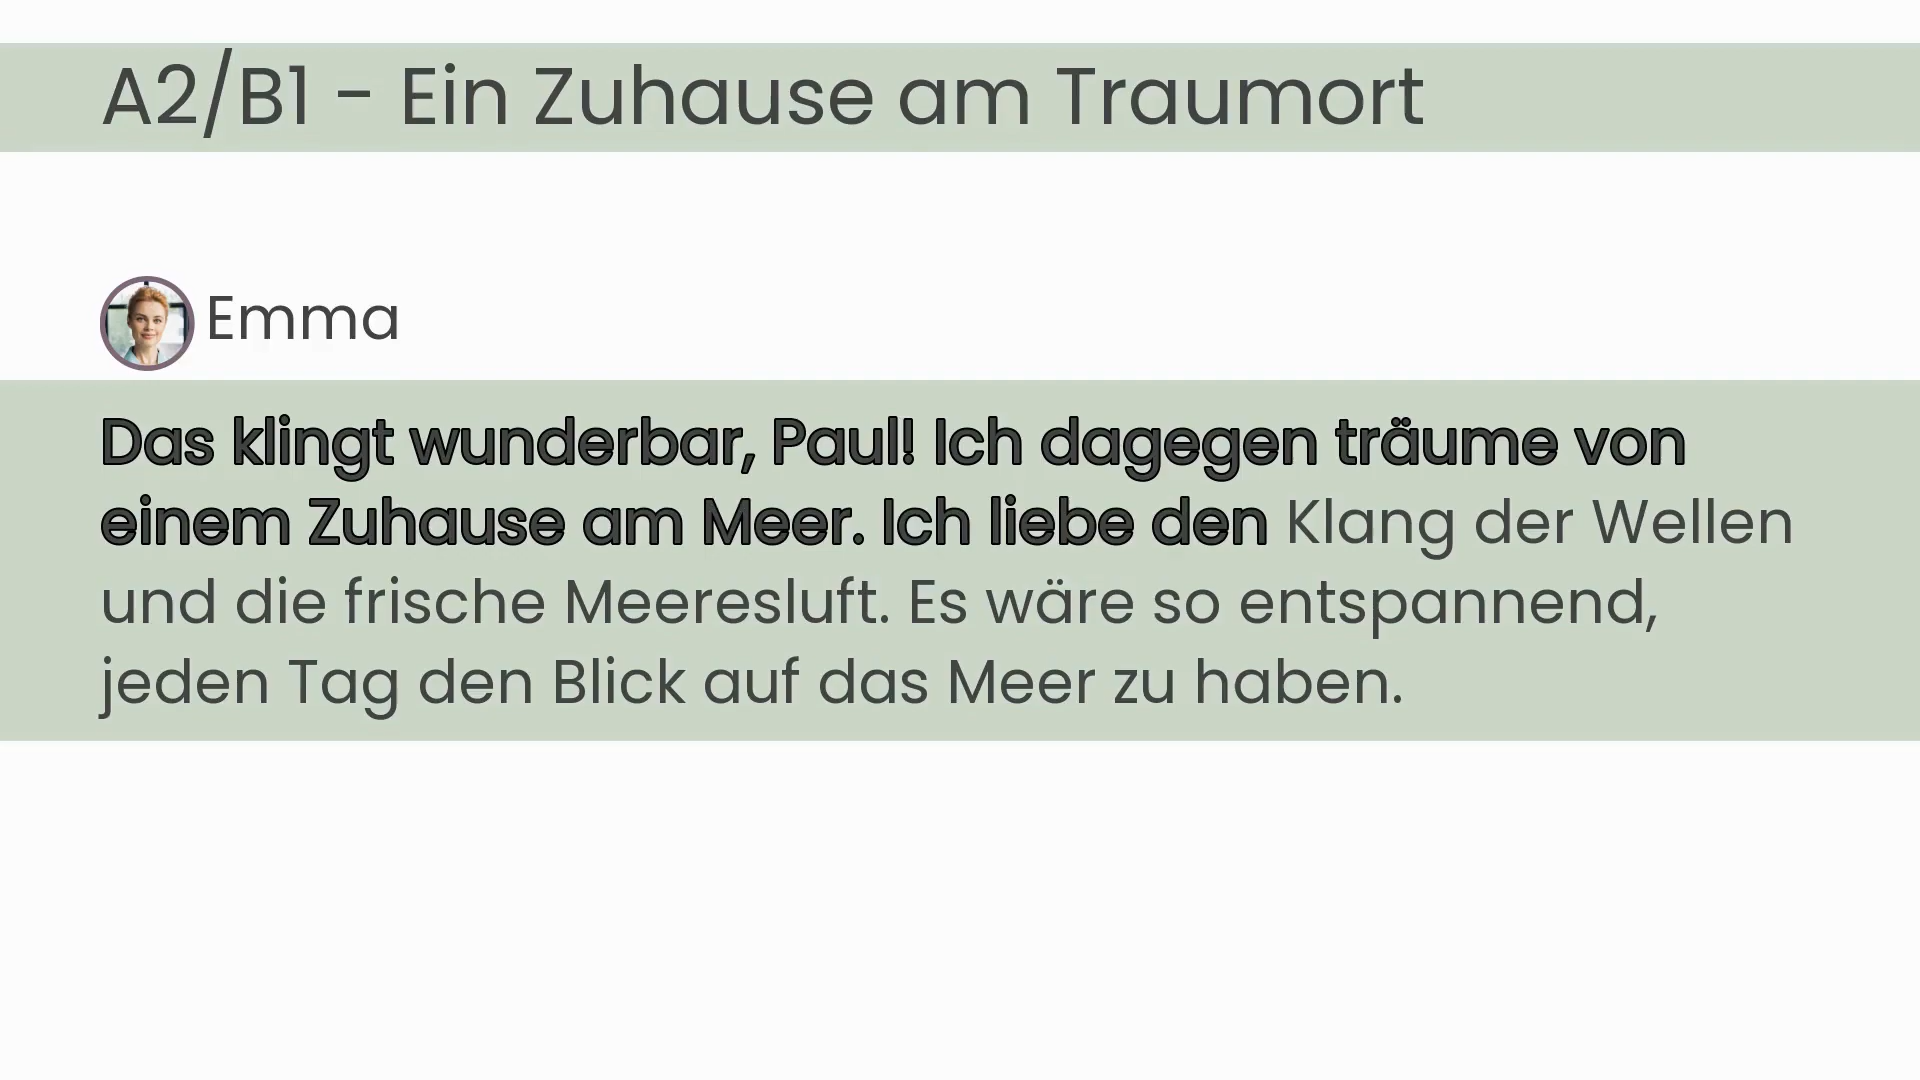 A2/B1 - Ein Zuhause am Traumort
Emma
Das klingt wunderbar, Paul! Ich dagegen träume von
einem Zuhause am Meer. Ich liebe den Klang der Wellen
und die frische Meeresluft. Es wäre so entspannend,
jeden Tag den Blick auf das Meer zu haben.